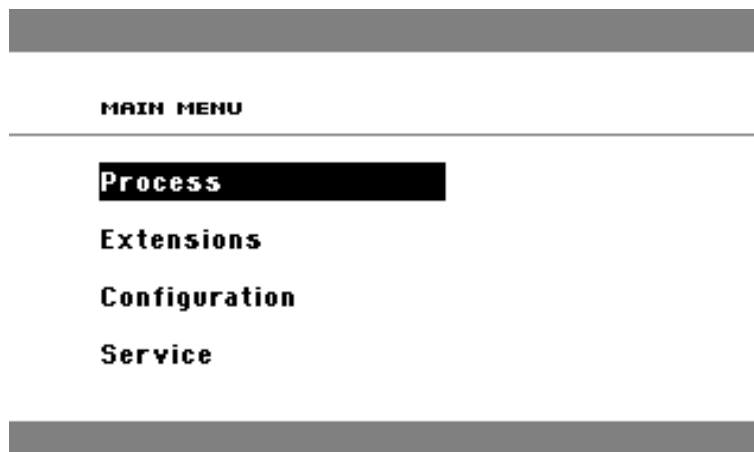 MAIN MENU
Process
Extensions
Configuration
Service